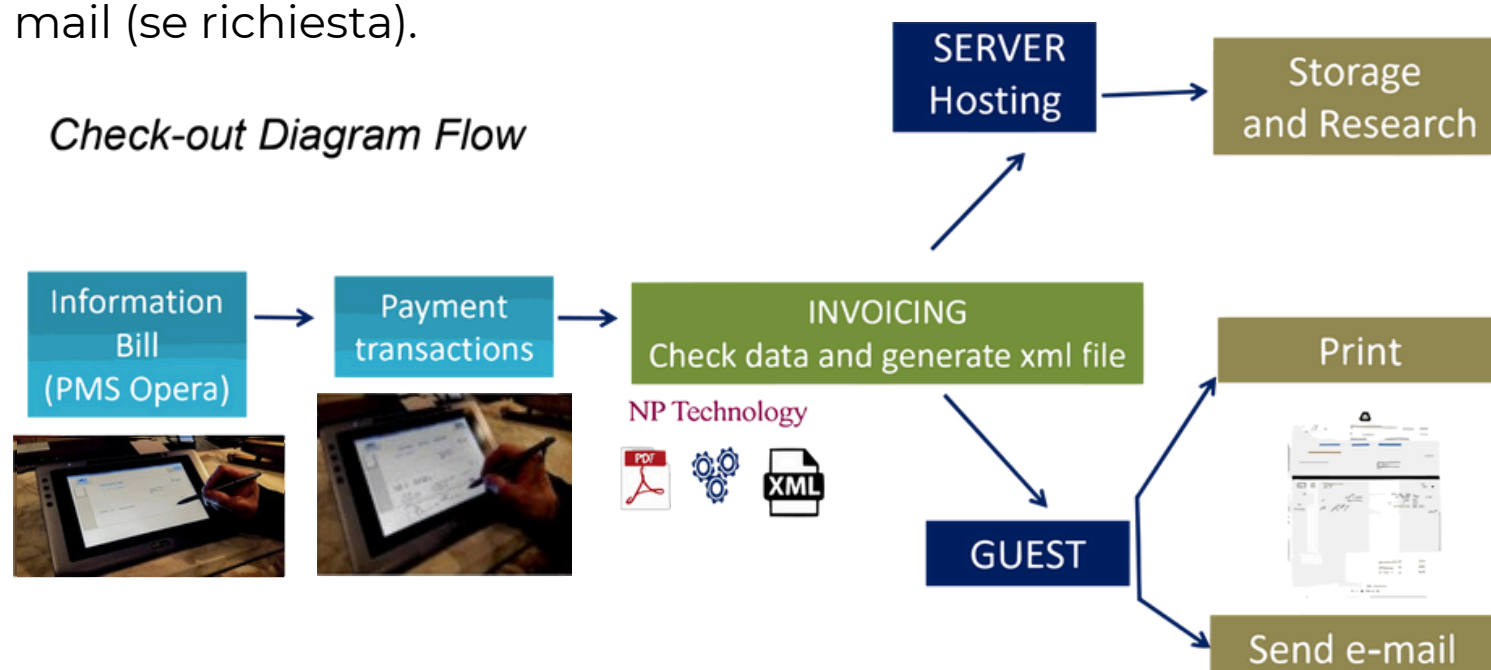 mail (se richiesta).
Check-out Diagram Flow
SERVER
Hosting
Storage
and Research
Information
Bill
(PMS Opera)
Payment
transactions
INVOICING
Check data and generate xml file
NP Technology
PDF
XML
GUEST
Print
Send e-mail